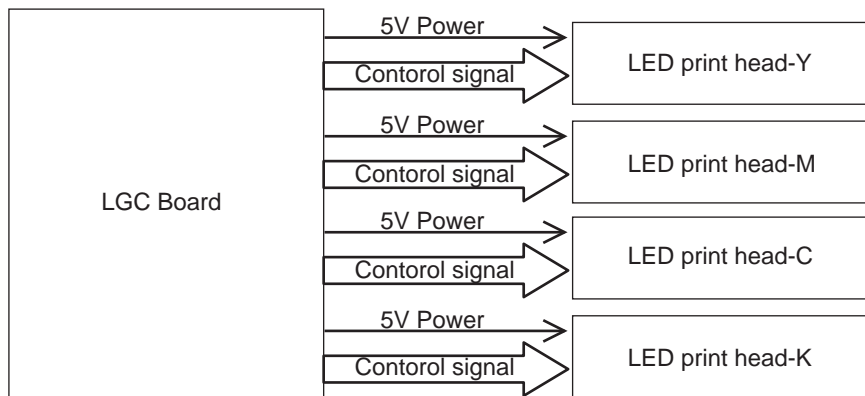 LGC Board
5V Power
Contorol signal
LED print head-Y
5V Power
Contorol signal
LED print head-M
5V Power
Contorol signal
LED print head-C
5V Power
Contorol signal
LED print head-K